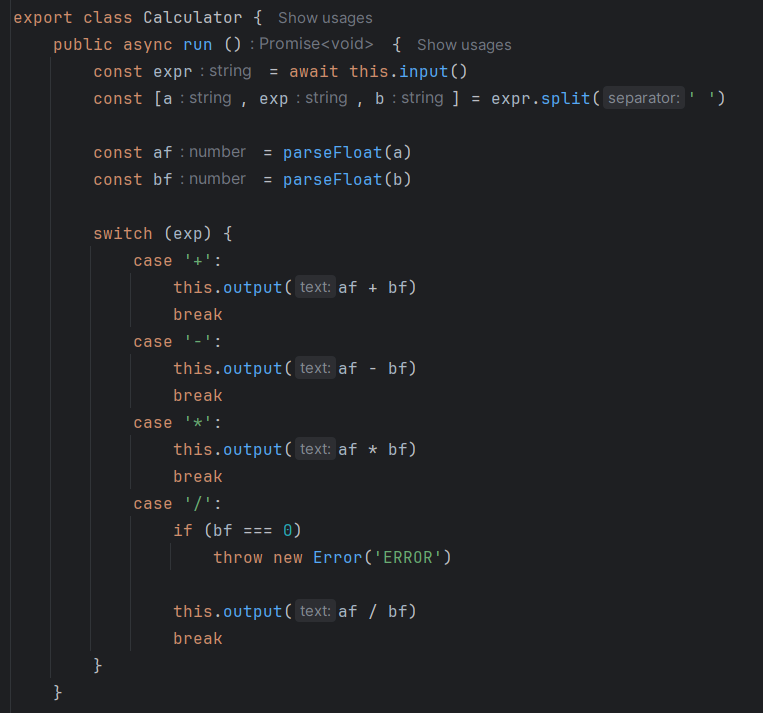 export class Calculator { Show usages
public async run () : Promise<void> { Show usages
const expr : string = await this.input()
const [a : string , exp : string , b : string ] = expr.split( separator: ' ')
const af : number = parseFloat(a)
const bf : number = parseFloat(b)
switch (exp) {
case '+':
this.output( text: af + bf)
break
case '-':
this.output( text: af - bf)
break
case '*':
this.output( text: af * bf)
break
case '/':
if (bf === 0)
throw new Error('ERROR')
this.output( text: af / bf)
break
}
}